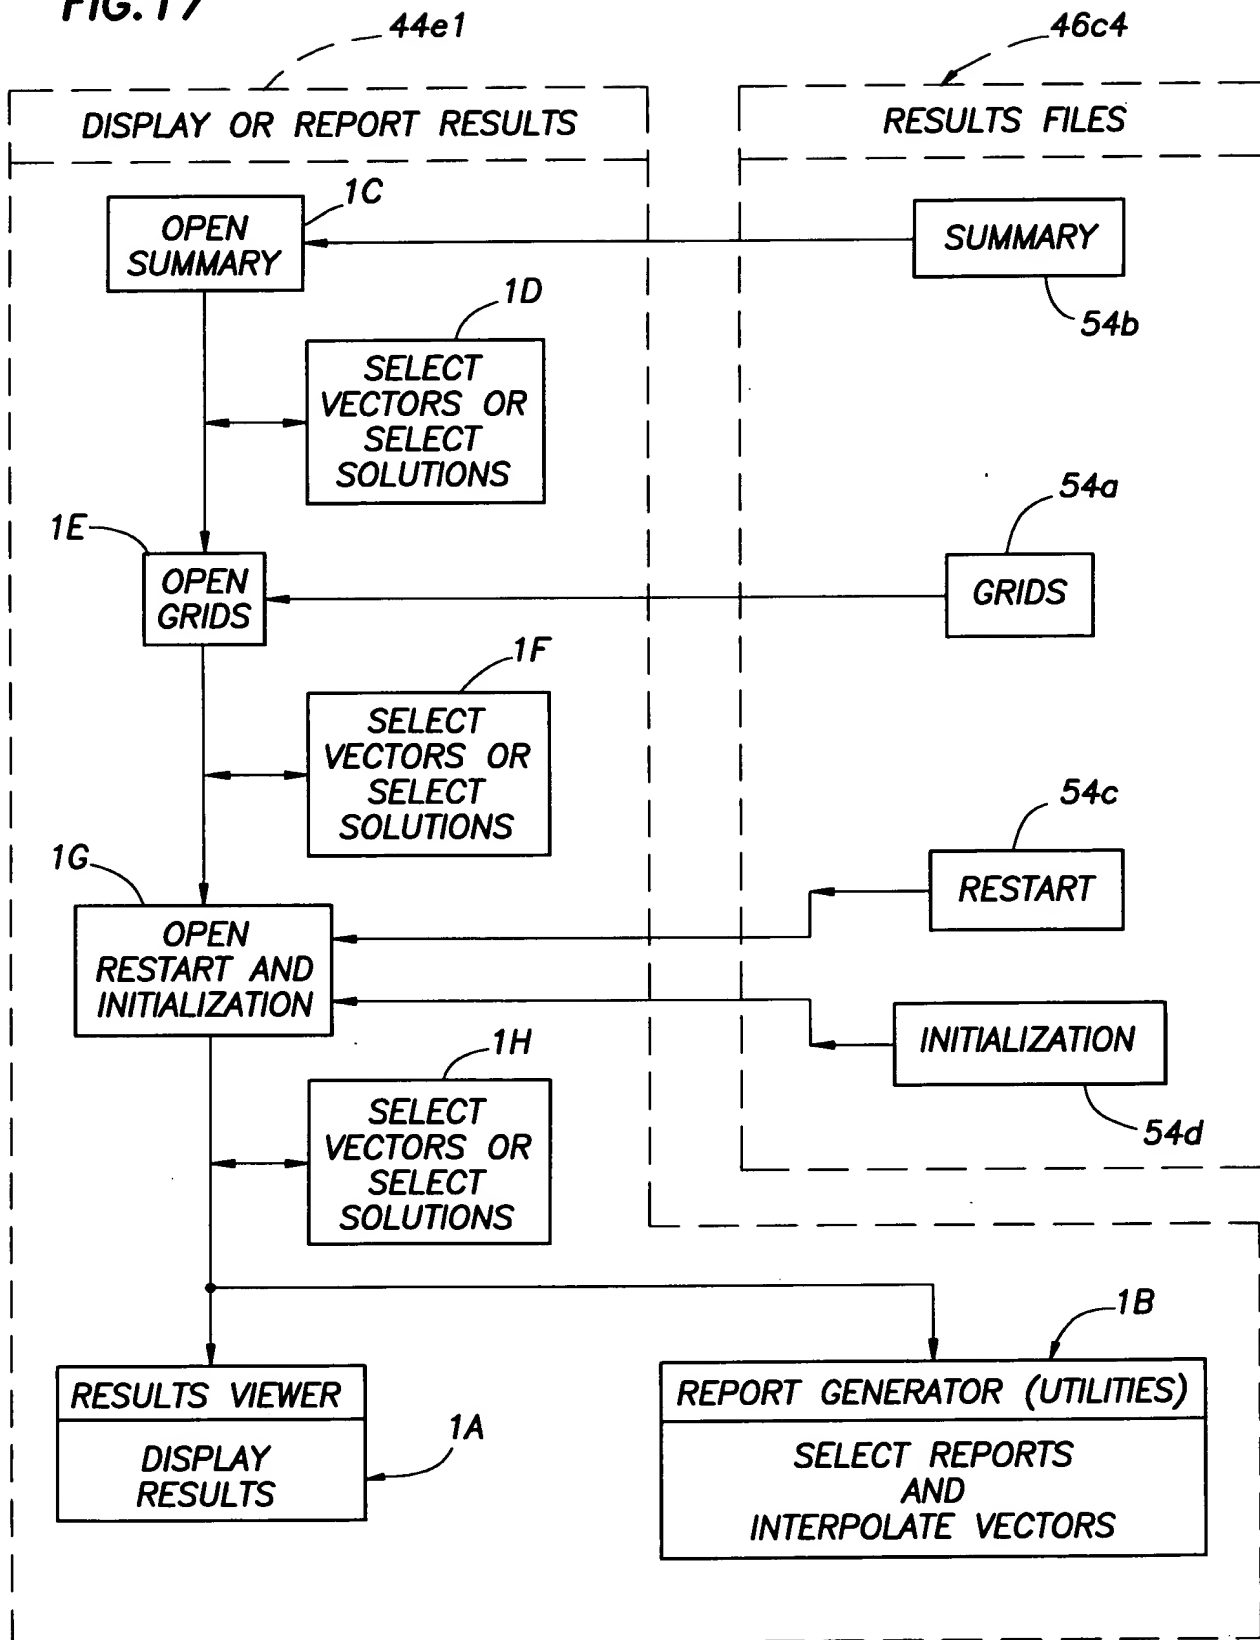 FIG.17
44e1
46c4
DISPLAY OR REPORT RESULTS
RESULTS FILES
1C
OPEN
SUMMARY
SUMMARY
54b
1D
SELECT
VECTORS OR
SELECT
SOLUTIONS
1E
OPEN
GRIDS
54a
GRIDS
1F
SELECT
VECTORS OR
SELECT
SOLUTIONS
1G
OPEN
RESTART AND
INITIALIZATION
54c
RESTART
INITIALIZATION
54d
1H
SELECT
VECTORS OR
SELECT
SOLUTIONS
1B
RESULTS VIEWER
DISPLAY
RESULTS
1A
REPORT GENERATOR (UTILITIES)
SELECT REPORTS
AND
INTERPOLATE VECTORS